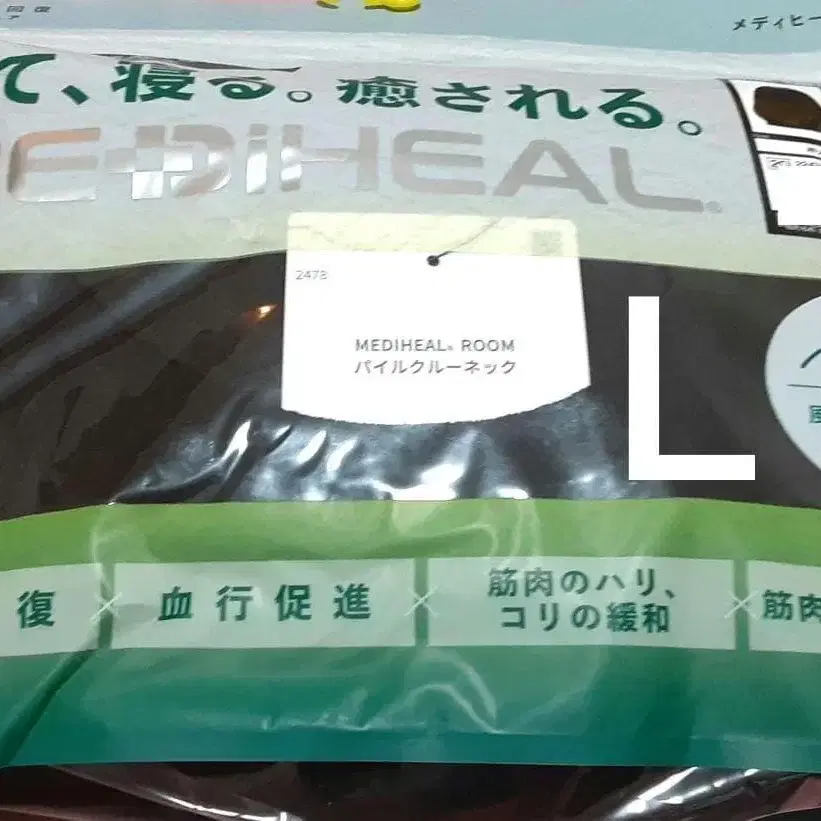 回復
メディヒー
て、寝る。癒される。
MEDiHEAL®
2478
MEDIHEAL® ROOM
パイルクルーネック
L
復 × 血行促進 × 筋肉のハリ、
コリの緩和 × 筋肉